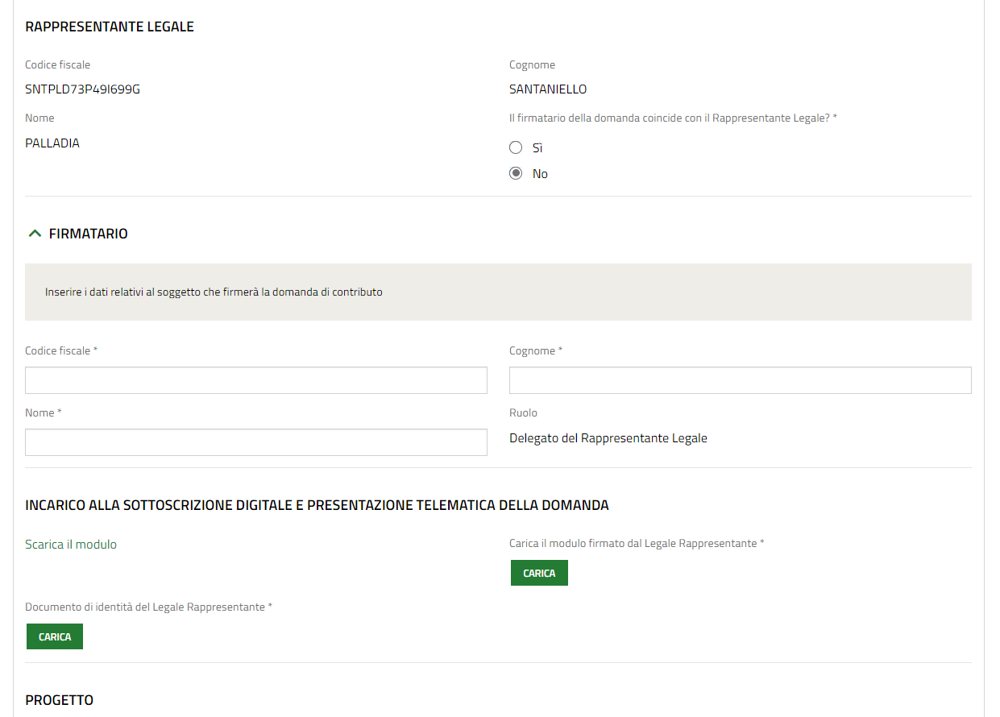 RAPPRESENTANTE LEGALE
Codice fiscale
SNTPLD73P49I699G
Cognome
SANTANIELLO
Nome
PALLADIA
Il firmatario della domanda coincide con il Rappresentante Legale? *
Sì
No
FIRMATARIO
Inserire i dati relativi al soggetto che firmerà la domanda di contributo
Codice fiscale *
Cognome *
Nome *
Ruolo
Delegato del Rappresentante Legale
INCARICO ALLA SOTTOSCRIZIONE DIGITALE E PRESENTAZIONE TELEMATICA DELLA DOMANDA
Scarica il modulo
Carica il modulo firmato dal Legale Rappresentante *
CARICA
Documento di identità del Legale Rappresentante *
CARICA
PROGETTO